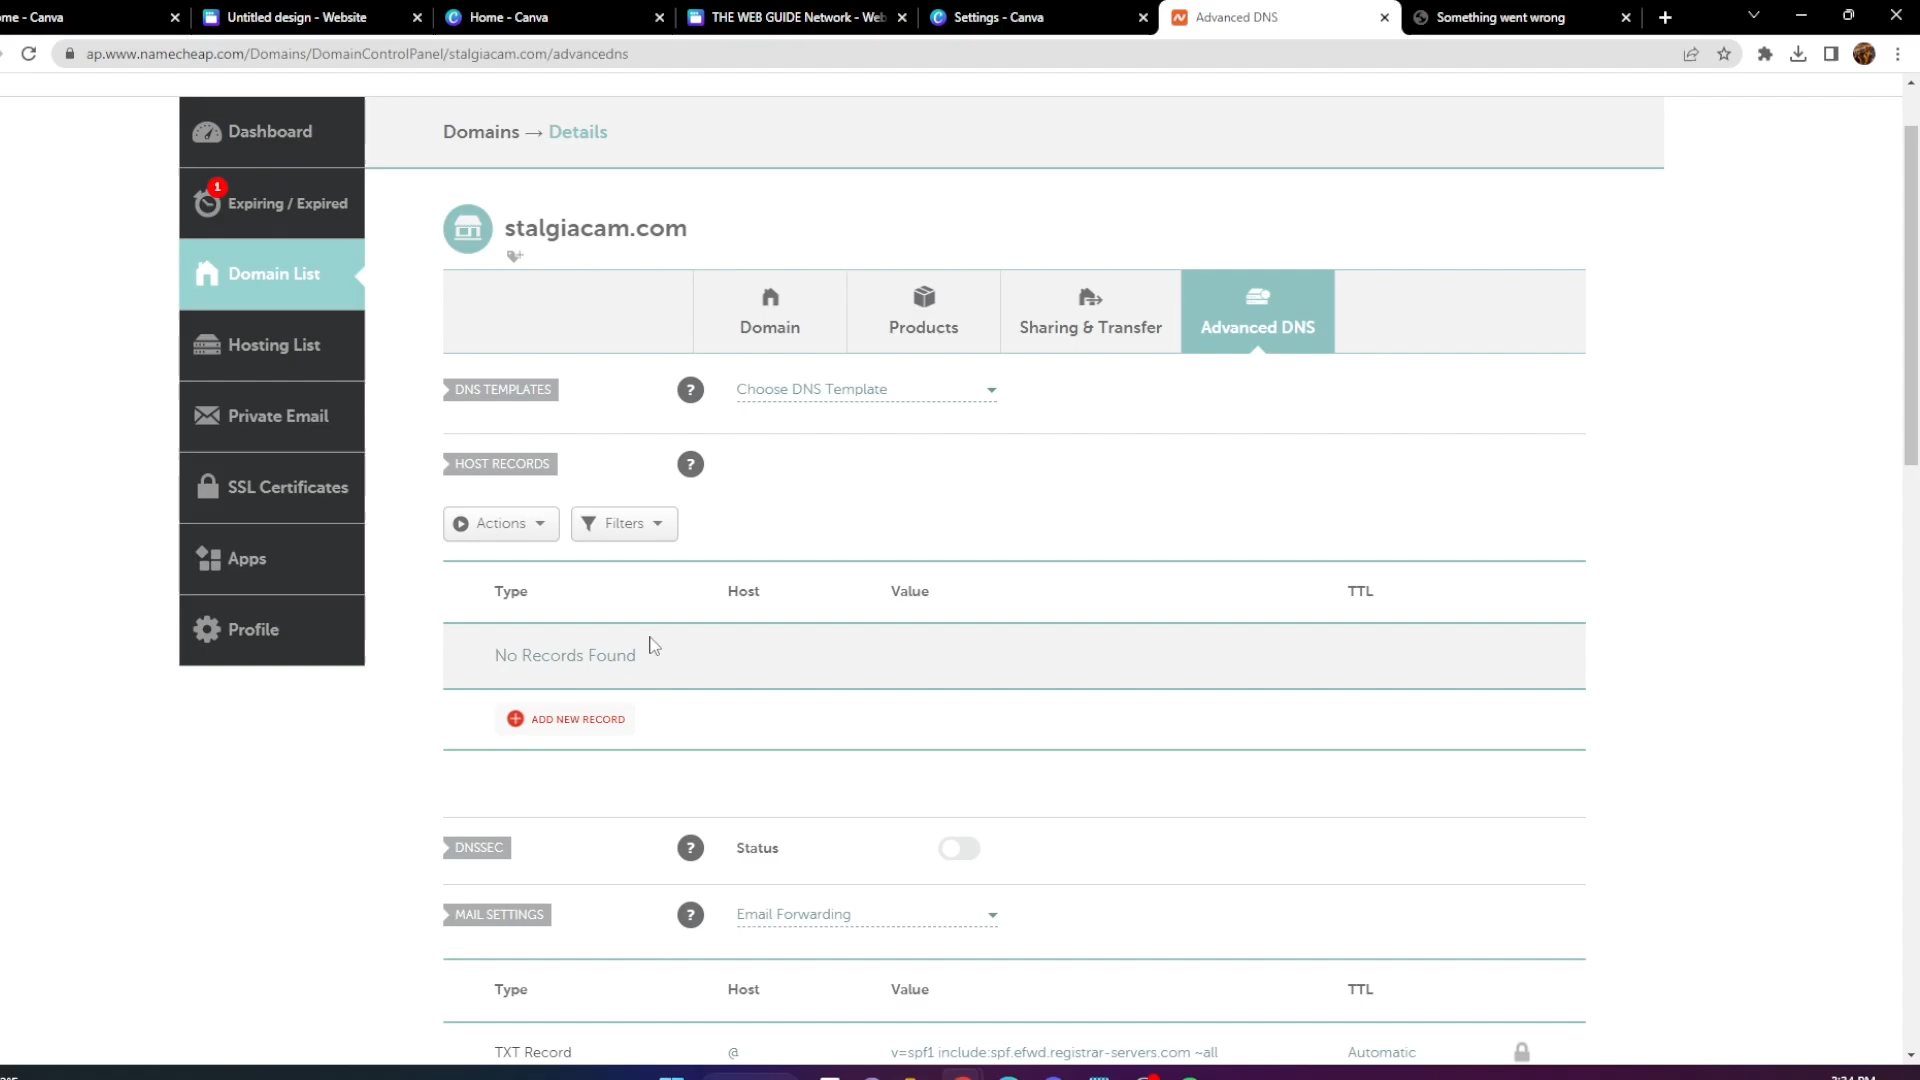 me - Canva
Untitled design - Website
Home - Canva
THE WEB GUIDE Network - Web
Settings - Canva
Advanced DNS
Something went wrong
ap.www.namecheap.com/Domains/DomainControlPanel/stalgiacam.com/advancedns
Dashboard
1
Expiring / Expired
Domain List
Hosting List
Private Email
SSL Certificates
Apps
Profile
Domains → Details
stalgiacam.com
Domain
Products
Sharing & Transfer
Advanced DNS
DNS TEMPLATES
?
Choose DNS Template
HOST RECORDS
?
Actions
Filters
Type Host Value TTL
No Records Found
ADD NEW RECORD
DNSSEC
?
Status
MAIL SETTINGS
?
Email Forwarding
Type Host Value TTL
TXT Record @ v=spf1 include:spf.efwd.registrar-servers.com ~all Automatic